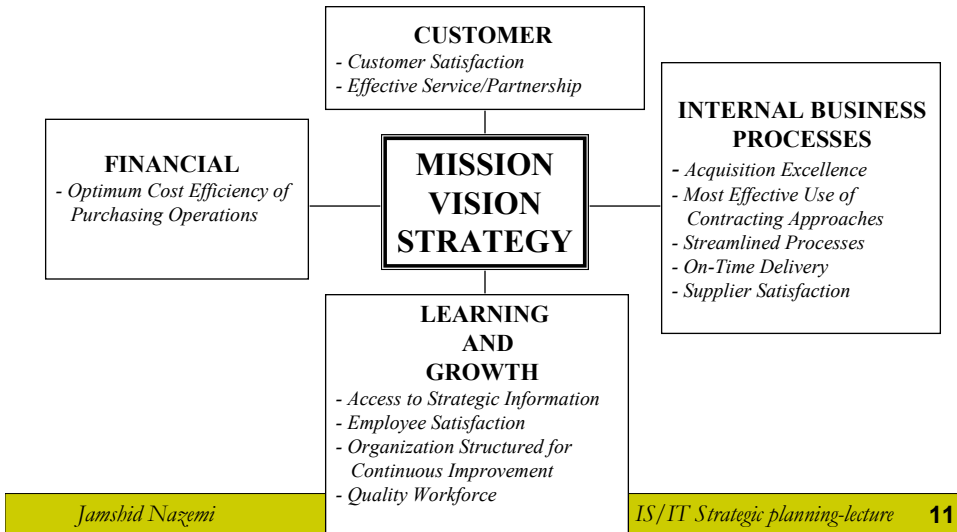 CUSTOMER
- Customer Satisfaction
- Effective Service/Partnership
FINANCIAL
- Optimum Cost Efficiency of
Purchasing Operations
MISSION
VISION
STRATEGY
INTERNAL BUSINESS
PROCESSES
- Acquisition Excellence
- Most Effective Use of
Contracting Approaches
- Streamlined Processes
- On-Time Delivery
- Supplier Satisfaction
LEARNING
AND
GROWTH
- Access to Strategic Information
- Employee Satisfaction
- Organization Structured for
Continuous Improvement
- Quality Workforce
Jamshid Nazemi IS/IT Strategic planning-lecture 11